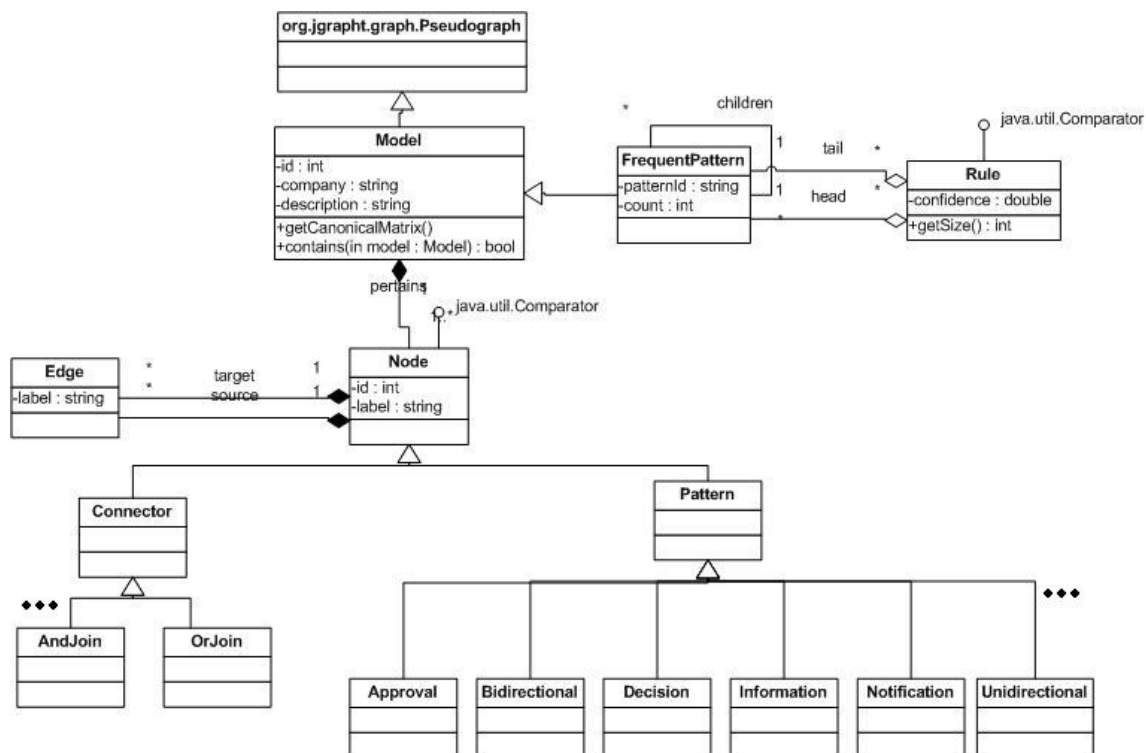 org.jgrapht.graph.Pseudograph
Model
-id : int
-company : string
-description : string
+getCanonicalMatrix()
+contains(in model : Model) : bool
* children
FrequentPattern
-patternId : string
-count : int
1 tail *
1 head *
*
java.util.Comparator
Rule
-confidence : double
+getSize() : int
pertains
1
1..*
java.util.Comparator
Edge
-label : string
* target 1
* source 1
Node
-id : int
-label : string
Connector
Pattern
AndJoin
OrJoin
Approval
Bidirectional
Decision
Information
Notification
Unidirectional